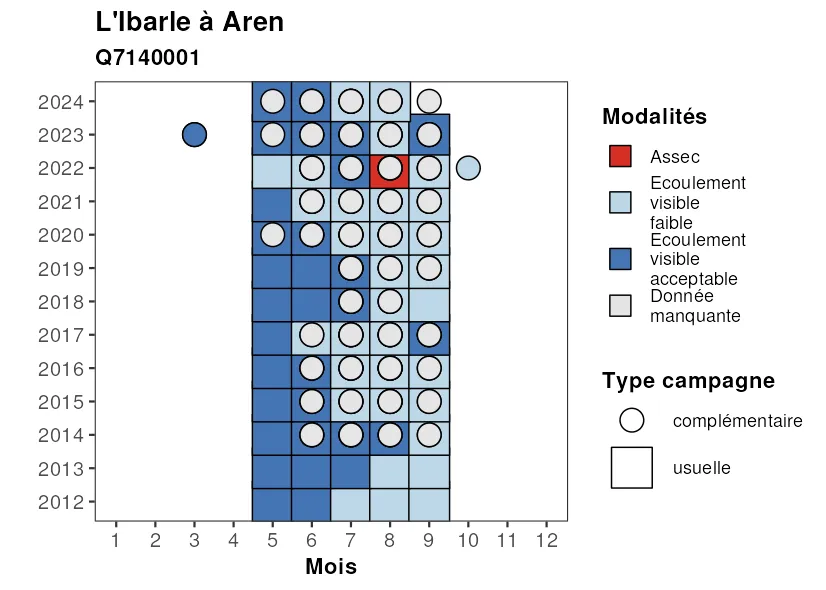 L'Ibarle à Aren
Q7140001
2024
2023
2022
2021
2020
2019
2018
2017
2016
2015
2014
2013
2012
1 2 3 4 5 6 7 8 9 10 11 12
Mois
Modalités
Assec
Ecoulement
visible
faible
Ecoulement
visible
acceptable
Donnée
manquante
Type campagne
complémentaire
usuelle